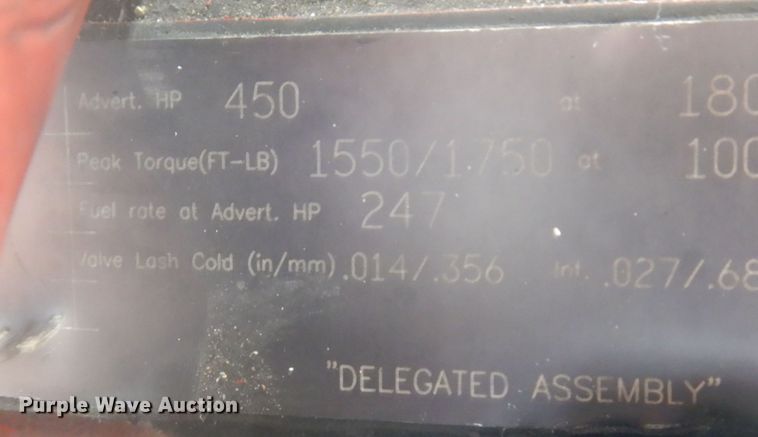 Advert. HP 450 at 180
Peak Torque(FT-LB) 1550/1750 at 100
Fuel rate at Advert. HP 247
Valve Lash Cold (in/mm) .014/.356 Int. .027/.68
"DELEGATED ASSEMBLY"
Purple Wave Auction